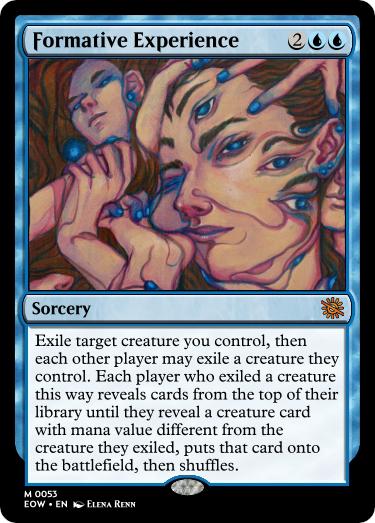 Formative Experience 2
Sorcery
Exile target creature you control, then
each other player may exile a creature they
control. Each player who exiled a creature
this way reveals cards from the top of their
library until they reveal a creature card
with mana value different from the
creature they exiled, puts that card onto
the battlefield, then shuffles.
M 0053
EOW • EN Elena Renn